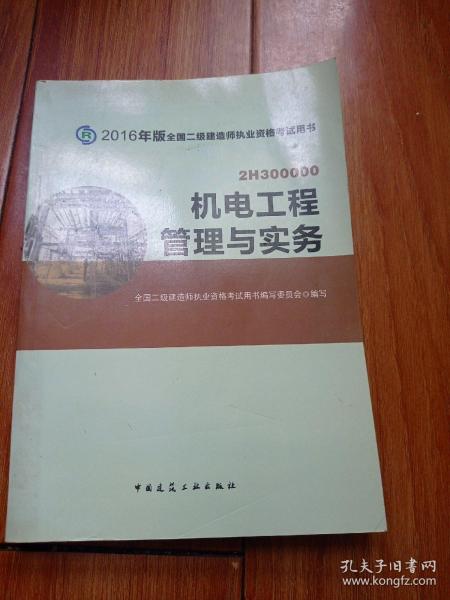 R 2016年版全国二级建造师执业资格考试用书
2H300000
机电工程
管理与实务
全国二级建造师执业资格考试用书编写委员会◎编写
中国建筑工业出版社
孔夫子旧书网
www.kongfz.com